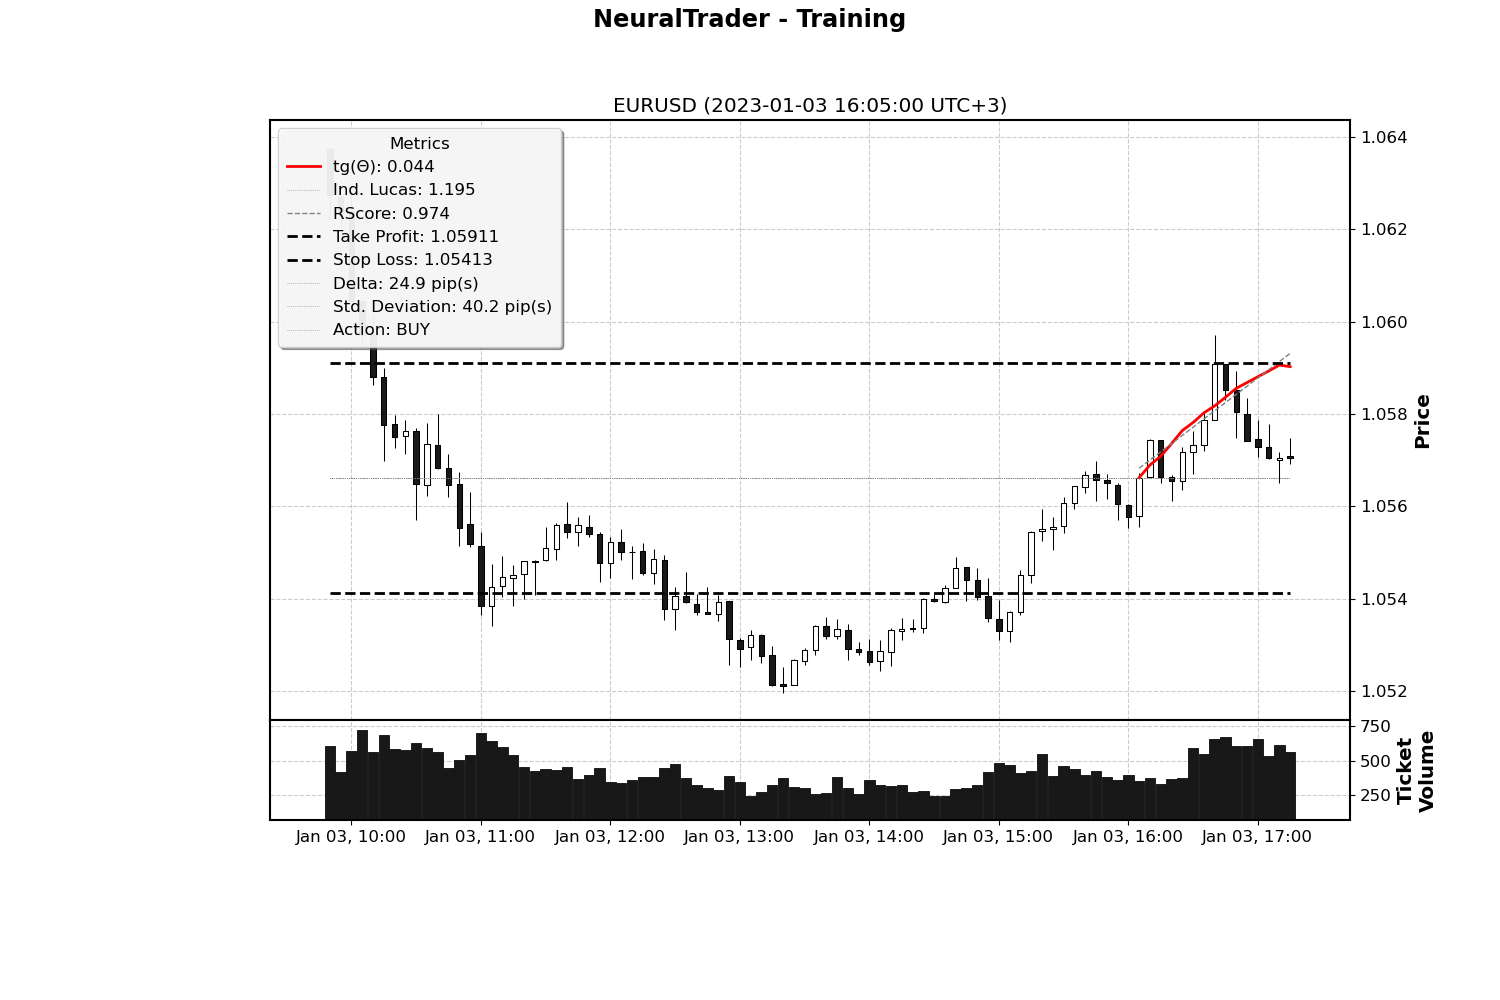 NeuralTrader - Training
EURUSD (2023-01-03 16:05:00 UTC+3)
Metrics
tg(Θ): 0.044
Ind. Lucas: 1.195
RScore: 0.974
Take Profit: 1.05911
Stop Loss: 1.05413
Delta: 24.9 pip(s)
Std. Deviation: 40.2 pip(s)
Action: BUY
1.064
1.062
1.060
1.058
1.056
1.054
1.052
Price
750
500
250
Ticket
Volume
Jan 03, 10:00
Jan 03, 11:00
Jan 03, 12:00
Jan 03, 13:00
Jan 03, 14:00
Jan 03, 15:00
Jan 03, 16:00
Jan 03, 17:00